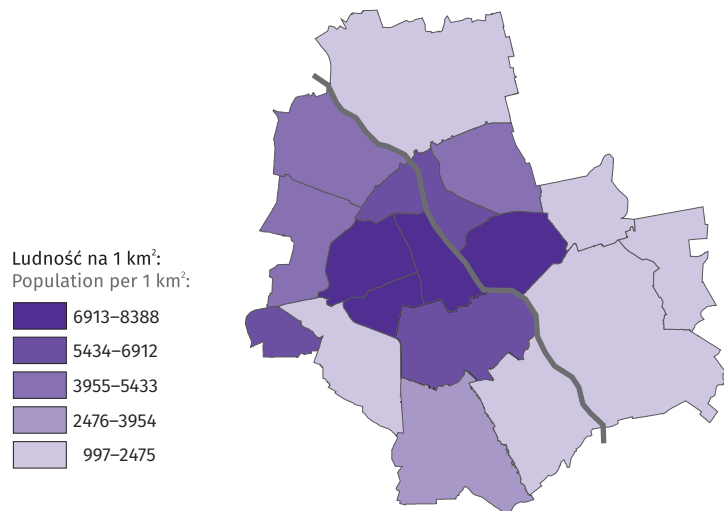 Ludność na 1 km²:
Population per 1 km²:
6913–8388
5434–6912
3955–5433
2476–3954
997–2475